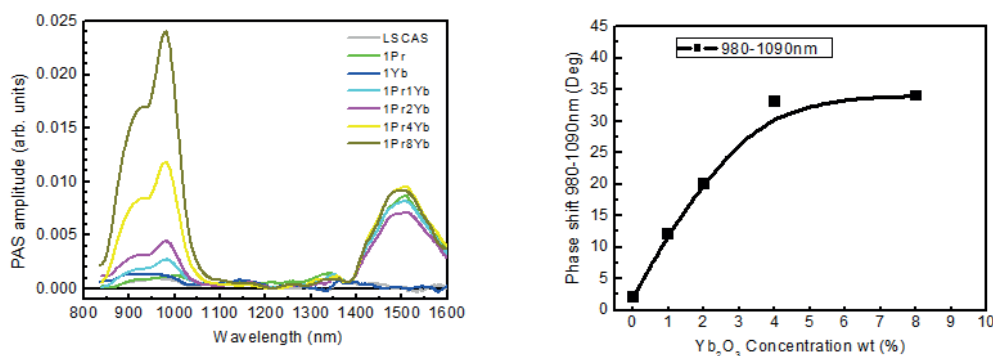 0.025
0.020
0.015
0.010
0.005
0.000
PAS amplitude (arb. units)
LSCAS
1Pr
1Yb
1Pr1Yb
1Pr2Yb
1Pr4Yb
1Pr8Yb
800 900 1000 1100 1200 1300 1400 1500 1600
Wavelength (nm)
45
40
35
30
25
20
15
10
5
0
Phase shift 980-1090nm (Deg)
980-1090nm
0 1 2 3 4 5 6 7 8 9 10
Yb₂O₃ Concentration wt (%)